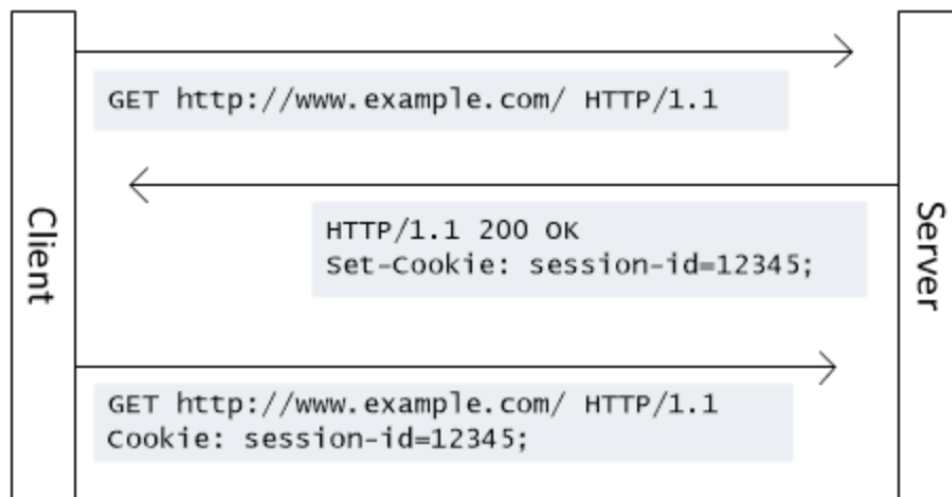 Client
GET http://www.example.com/ HTTP/1.1
HTTP/1.1 200 OK
Set-Cookie: session-id=12345;
GET http://www.example.com/ HTTP/1.1
Cookie: session-id=12345;
Server